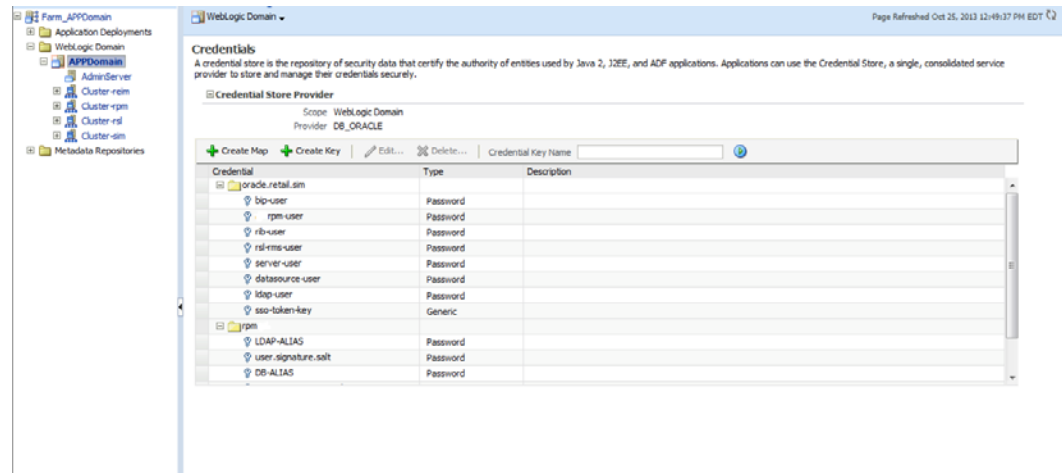 Farm_APPDomain
Application Deployments
WebLogic Domain
APPDomain
AdminServer
Cluster-reim
Cluster-rpm
Cluster-rsl
Cluster-sim
Metadata Repositories
WebLogic Domain
Page Refreshed Oct 25, 2013 12:49:37 PM EDT
Credentials
A credential store is the repository of security data that certify the authority of entities used by Java 2, J2EE, and ADF applications. Applications can use the Credential Store, a single, consolidated service
provider to store and manage their credentials securely.
Credential Store Provider
Scope WebLogic Domain
Provider DB_ORACLE
Create Map Create Key Edit... Delete... Credential Key Name
Credential Type Description
oracle.retail.sim
bip-user Password
rpm-user Password
rib-user Password
rsl-rms-user Password
server-user Password
datasource-user Password
ldap-user Password
sso-token-key Generic
rpm
LDAP-ALIAS Password
user.signature.salt Password
DB-ALIAS Password